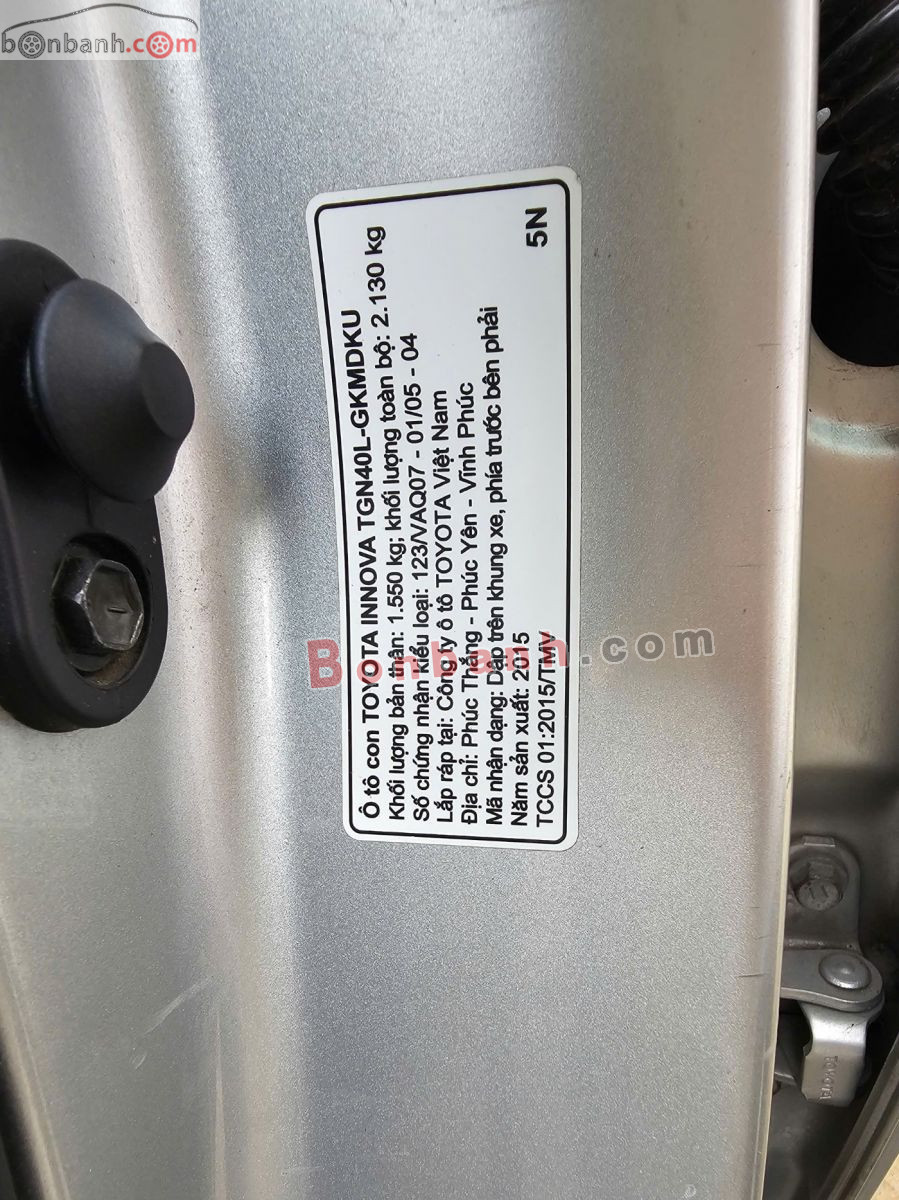 bonbanh.com
Ô tô con TOYOTA INNOVA TGN40L-GKMDKU
Khối lượng bản thân: 1.550 kg; khối lượng toàn bộ: 2.130 kg
Số chứng nhận kiểu loại: 123/VAQ07 - 01/05 - 04
Lắp ráp tại: Công ty ô tô TOYOTA Việt Nam
Địa chỉ: Phúc Thắng - Phúc Yên - Vĩnh Phúc
Mã nhận dạng: Dập trên khung xe, phía trước bên phải
Năm sản xuất: 2015
TCCS 01:2015/TMV 5N
Bonbanh.com
TOYOTA